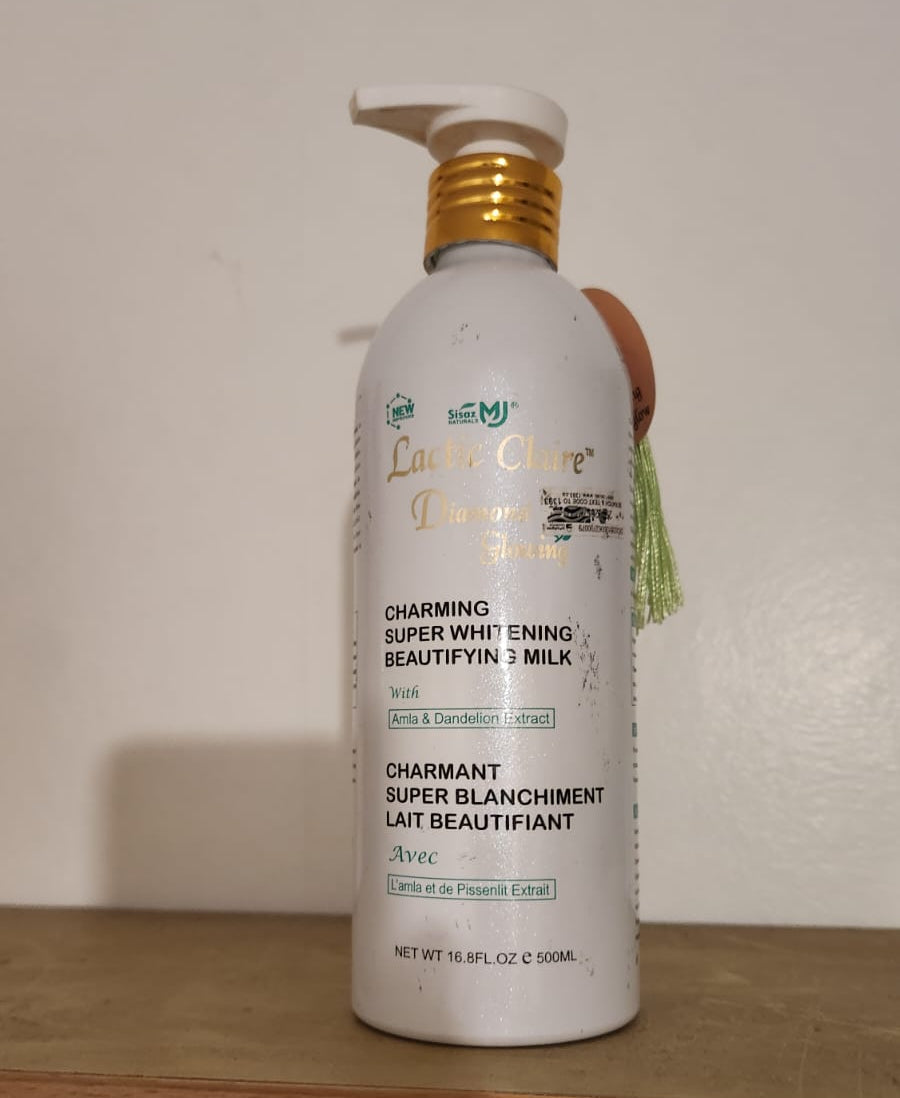 NEW
Sisaz MJ®
NATURALS
Lactic Claire™
Diamond
Glowing
CHARMING
SUPER WHITENING
BEAUTIFYING MILK
With
Amla & Dandelion Extract
CHARMANT
SUPER BLANCHIMENT
LAIT BEAUTIFIANT
Avec
L'amla et de Pissenlit Extrait
NET WT 16.8FL.OZ e 500ML